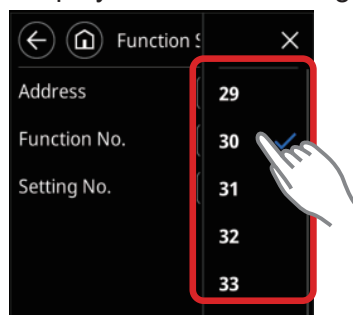 Function S
Address
Function No.
Setting No.
29
30
31
32
33